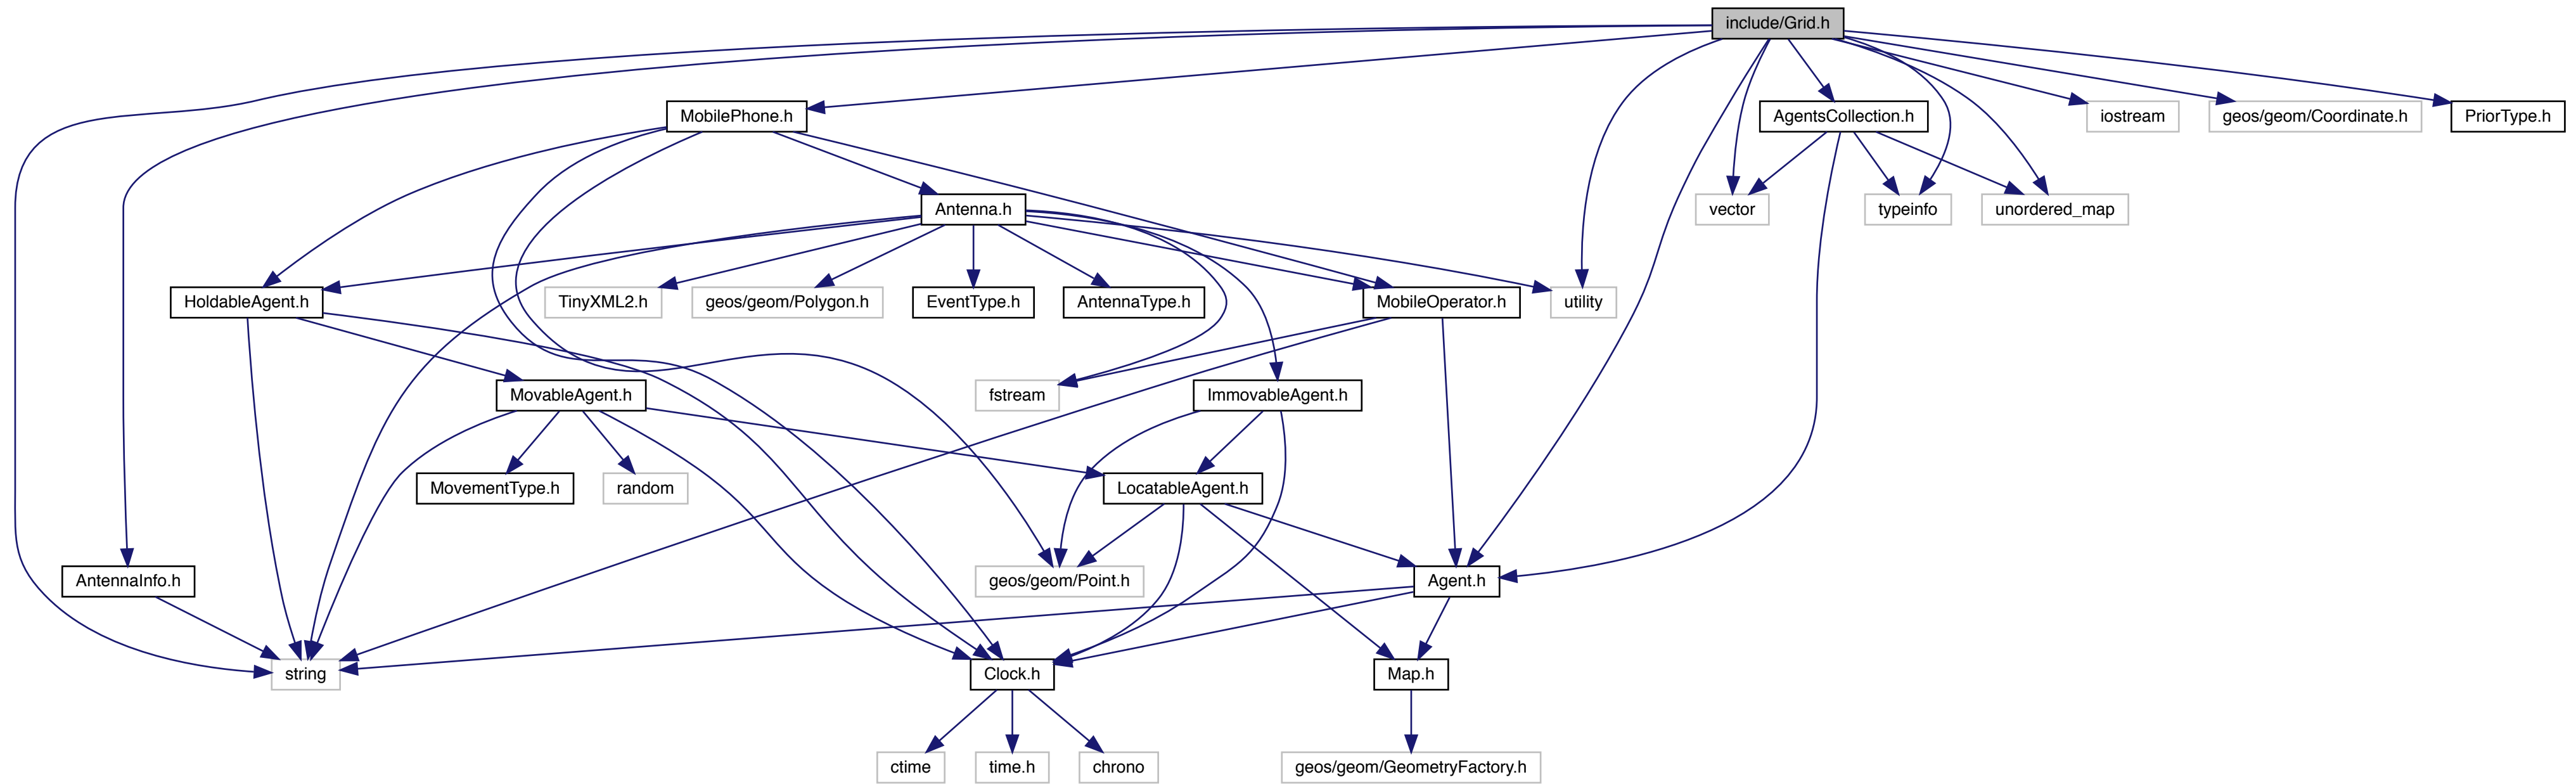 include/Grid.h
MobilePhone.h
AgentsCollection.h
iostream
geos/geom/Coordinate.h
PriorType.h
Antenna.h
vector
typeinfo
unordered_map
HoldableAgent.h
TinyXML2.h
geos/geom/Polygon.h
EventType.h
AntennaType.h
MobileOperator.h
utility
MovableAgent.h
fstream
ImmovableAgent.h
MovementType.h
random
LocatableAgent.h
AntennaInfo.h
geos/geom/Point.h
Agent.h
string
Clock.h
Map.h
ctime
time.h
chrono
geos/geom/GeometryFactory.h